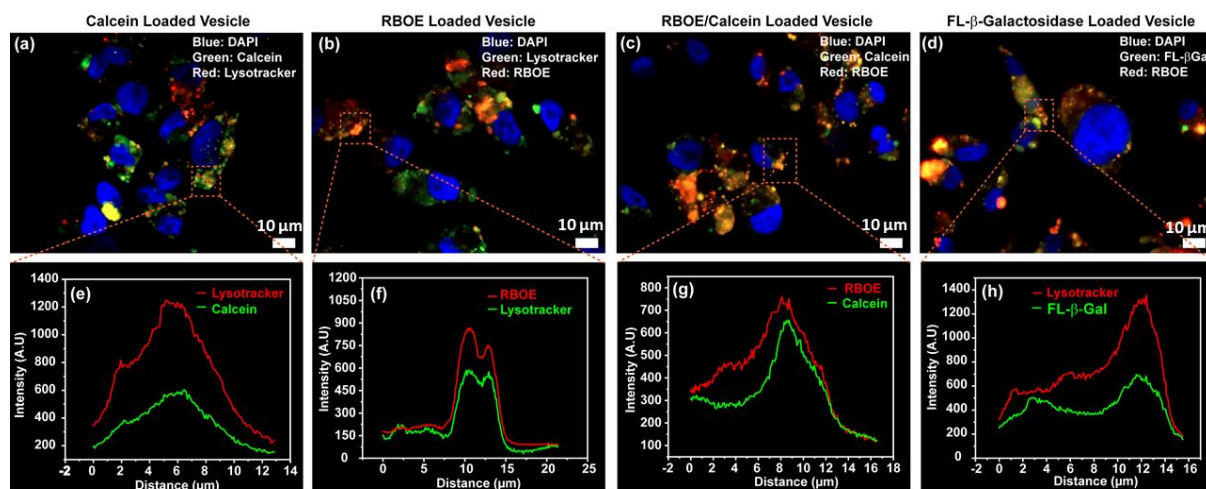 Calcein Loaded Vesicle
(a)
Blue: DAPI
Green: Calcein
Red: Lysotracker
10 μm
RBOE Loaded Vesicle
(b)
Blue: DAPI
Green: Lysotracker
Red: RBOE
10 μm
RBOE/Calcein Loaded Vesicle
(c)
Blue: DAPI
Green: Calcein
Red: RBOE
10 μm
FL-β-Galactosidase Loaded Vesicle
(d)
Blue: DAPI
Green: FL-βGal
Red: RBOE
10 μm
(e)
Lysotracker
Calcein
Intensity (A.U)
1400
1200
1000
800
600
400
200
-2 0 2 4 6 8 10 12 14
Distance (μm)
(f)
RBOE
Lysotracker
Intensity (A.U)
1200
1050
900
750
600
450
300
150
0
-5 0 5 10 15 20 25
Distance (μm)
(g)
RBOE
Calcein
Intensity (A.U)
800
700
600
500
400
300
200
100
-2 0 2 4 6 8 10 12 14 16 18
Distance (μm)
(h)
Lysotracker
FL-β-Gal
Intensity (A.U)
1400
1200
1000
800
600
400
200
-2 0 2 4 6 8 10 12 14 16
Distance (μm)